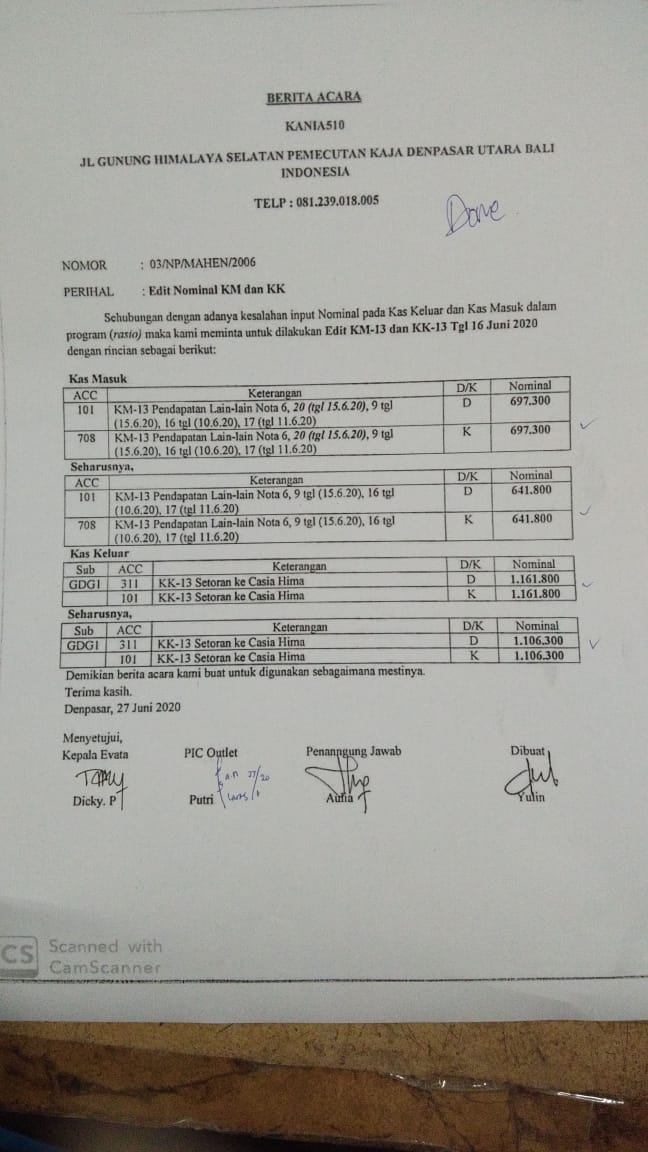 BERITA ACARA
KANIA510
JL GUNUNG HIMALAYA SELATAN PEMECUTAN KAJA DENPASAR UTARA BALI
INDONESIA
TELP : 081.239.018.005
Done
NOMOR : 03/NP/MAHEN/2006
PERIHAL : Edit Nominal KM dan KK
Sehubungan dengan adanya kesalahan input Nominal pada Kas Keluar dan Kas Masuk dalam
program (rasio) maka kami meminta untuk dilakukan Edit KM-13 dan KK-13 Tgl 16 Juni 2020
dengan rincian sebagai berikut:
Kas Masuk
ACC Keterangan D/K Nominal
101 KM-13 Pendapatan Lain-lain Nota 6, 20 (tgl 15.6.20), 9 tgl D 697.300
(15.6.20), 16 tgl (10.6.20), 17 (tgl 11.6.20)
708 KM-13 Pendapatan Lain-lain Nota 6, 20 (tgl 15.6.20), 9 tgl K 697.300
(15.6.20), 16 tgl (10.6.20), 17 (tgl 11.6.20)
Seharusnya,
ACC Keterangan D/K Nominal
101 KM-13 Pendapatan Lain-lain Nota 6, 9 tgl (15.6.20), 16 tgl D 641.800
(10.6.20), 17 (tgl 11.6.20)
708 KM-13 Pendapatan Lain-lain Nota 6, 9 tgl (15.6.20), 16 tgl K 641.800
(10.6.20), 17 (tgl 11.6.20)
Kas Keluar
Sub ACC Keterangan D/K Nominal
GDG1 311 KK-13 Setoran ke Casia Hima D 1.161.800
101 KK-13 Setoran ke Casia Hima K 1.161.800
Seharusnya,
Sub ACC Keterangan D/K Nominal
GDG1 311 KK-13 Setoran ke Casia Hima D 1.106.300
101 KK-13 Setoran ke Casia Hima K 1.106.300
Demikian berita acara kami buat untuk digunakan sebagaimana mestinya.
Terima kasih.
Denpasar, 27 Juni 2020
Menyetujui,
Kepala Evata PIC Outlet Penanngung Jawab Dibuat
Dicky. P Putri Aulia Yulin
CS Scanned with
CamScanner